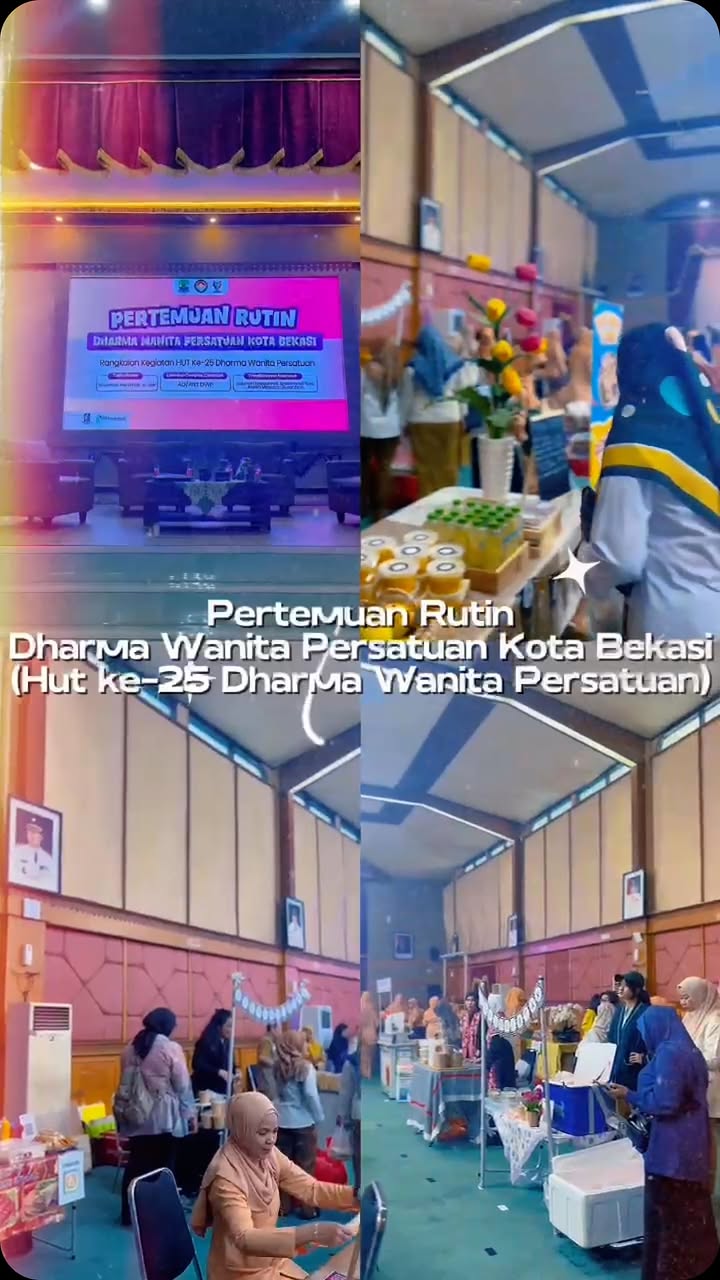 PERTEMUAN RUTIN
DHARMA WANITA PERSATUAN KOTA BEKASI
Rangkaian Kegiatan HUT Ke-25 Dharma Wanita Persatuan
Pertemuan Rutin
Dharma Wanita Persatuan Kota Bekasi
(Hut ke-25 Dharma Wanita Persatuan)